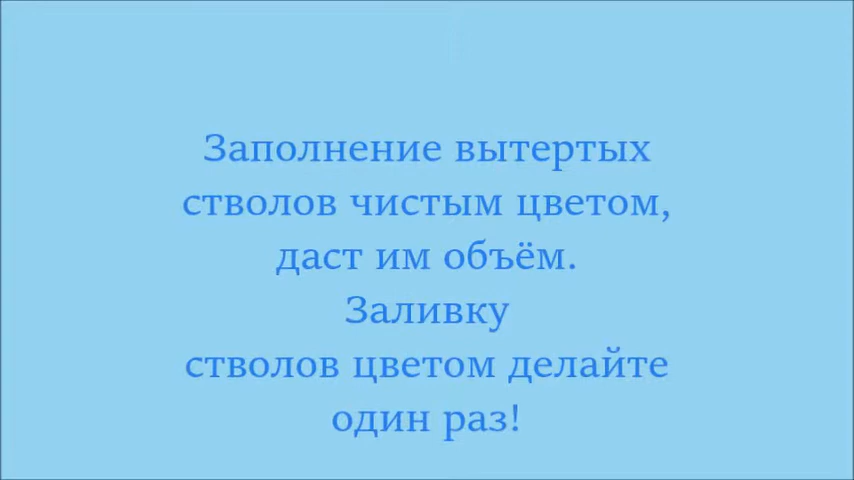 Заполнение вытертых
стволов чистым цветом,
даст им объём.
Заливку
стволов цветом делайте
один раз!